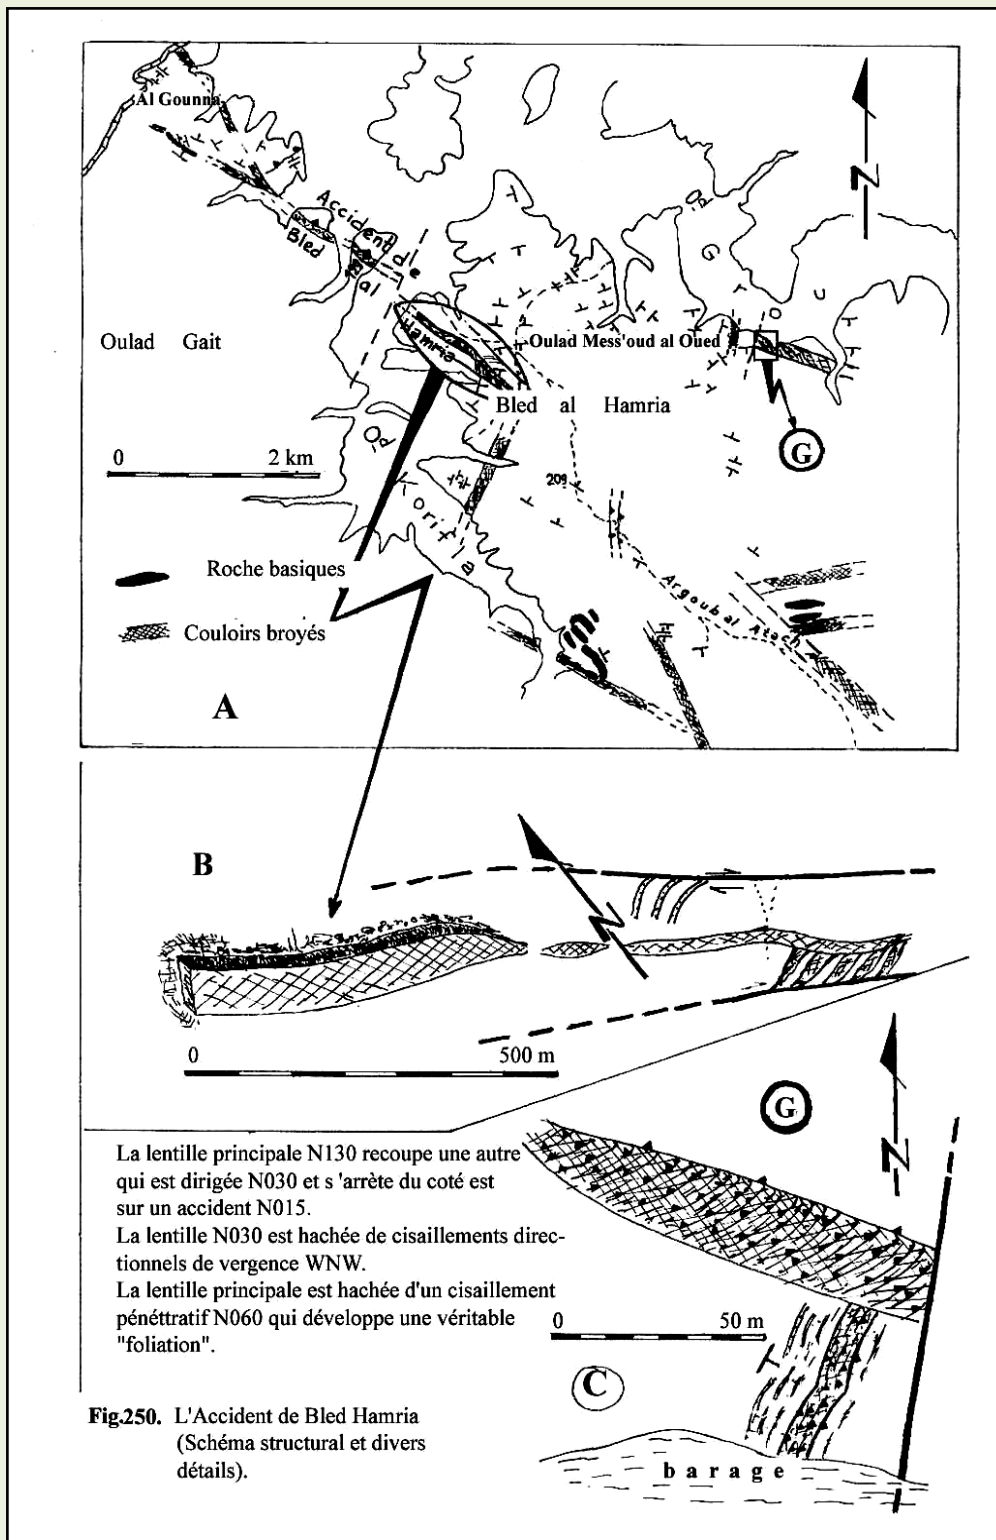 Al Gounna
Accident de
Bled al
Hamria
Oulad Gait
Oulad Mess'oud al Oued
Bled al Hamria
Od
G
O
U
N
G
0 2 km
Od
Korifla
209
Argoub al Atach
Roche basiques
Couloirs broyés
A
B
N
0 500 m
G
N
La lentille principale N130 recoupe une autre
qui est dirigée N030 et s 'arrète du coté est
sur un accident N015.
La lentille N030 est hachée de cisaillements direc-
tionnels de vergence WNW.
La lentille principale est hachée d'un cisaillement
pénéttratif N060 qui développe une véritable
"foliation".
0 50 m
C
barage
Fig.250. L'Accident de Bled Hamria
(Schéma structural et divers
détails).